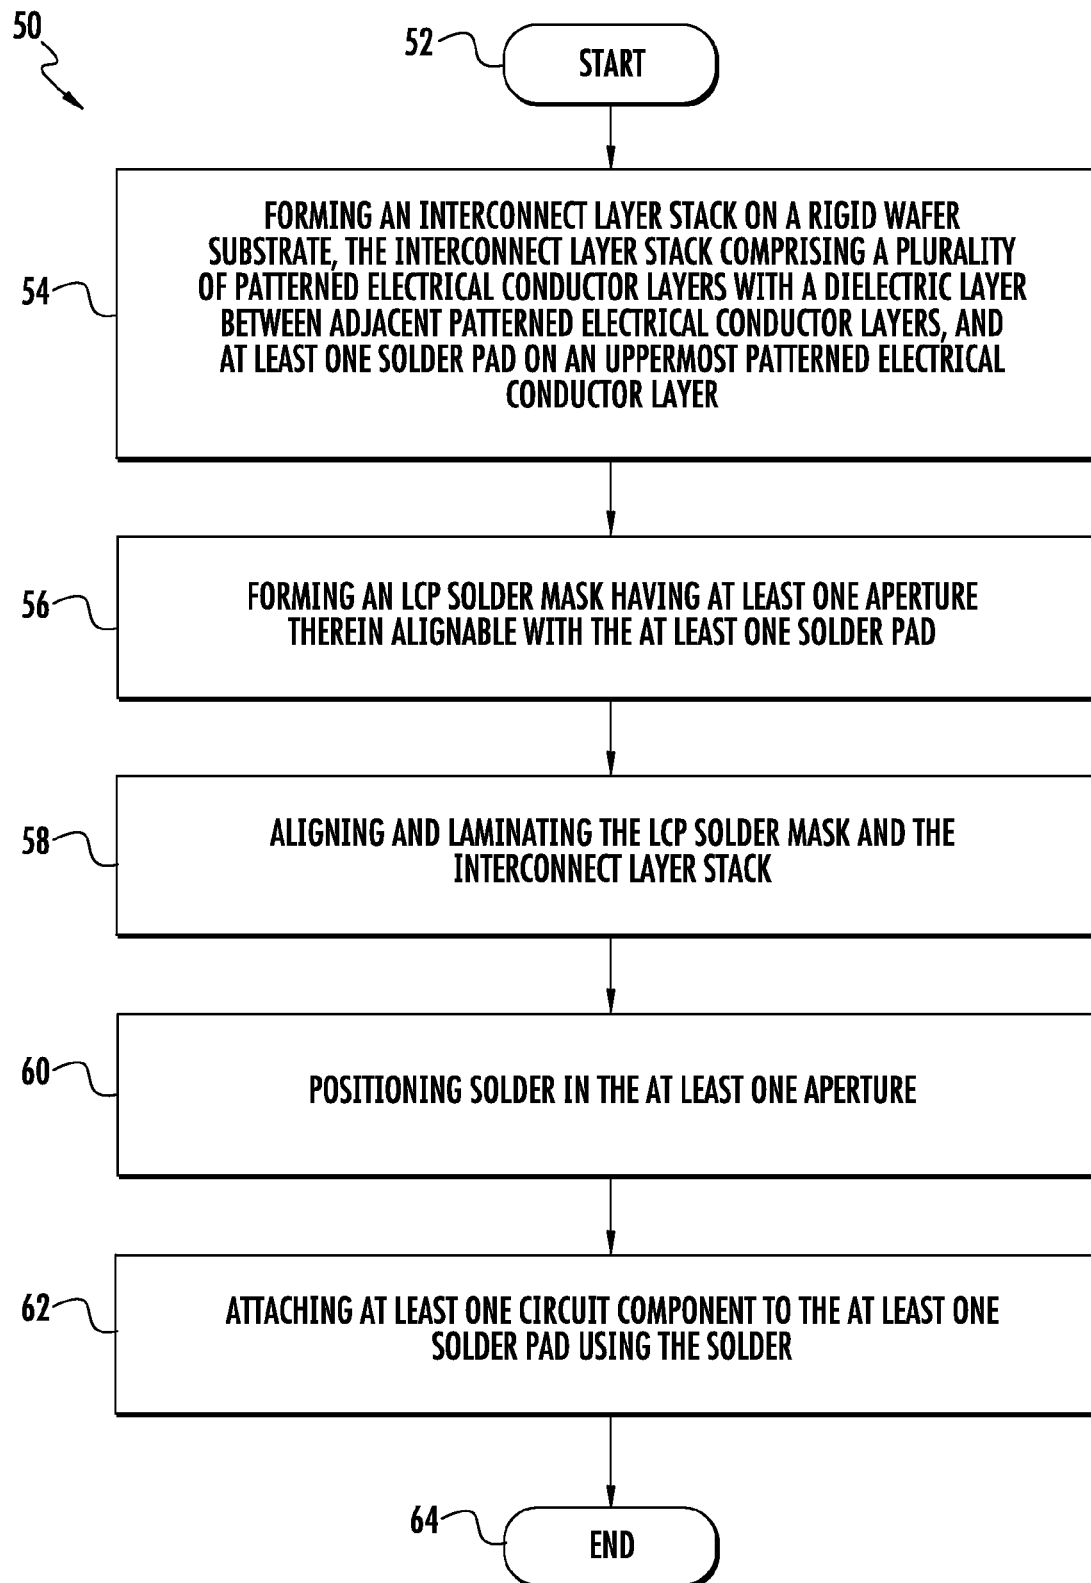 50
52
START
54
FORMING AN INTERCONNECT LAYER STACK ON A RIGID WAFER
SUBSTRATE, THE INTERCONNECT LAYER STACK COMPRISING A PLURALITY
OF PATTERNED ELECTRICAL CONDUCTOR LAYERS WITH A DIELECTRIC LAYER
BETWEEN ADJACENT PATTERNED ELECTRICAL CONDUCTOR LAYERS, AND
AT LEAST ONE SOLDER PAD ON AN UPPERMOST PATTERNED ELECTRICAL
CONDUCTOR LAYER
56
FORMING AN LCP SOLDER MASK HAVING AT LEAST ONE APERTURE
THEREIN ALIGNABLE WITH THE AT LEAST ONE SOLDER PAD
58
ALIGNING AND LAMINATING THE LCP SOLDER MASK AND THE
INTERCONNECT LAYER STACK
60
POSITIONING SOLDER IN THE AT LEAST ONE APERTURE
62
ATTACHING AT LEAST ONE CIRCUIT COMPONENT TO THE AT LEAST ONE
SOLDER PAD USING THE SOLDER
64
END